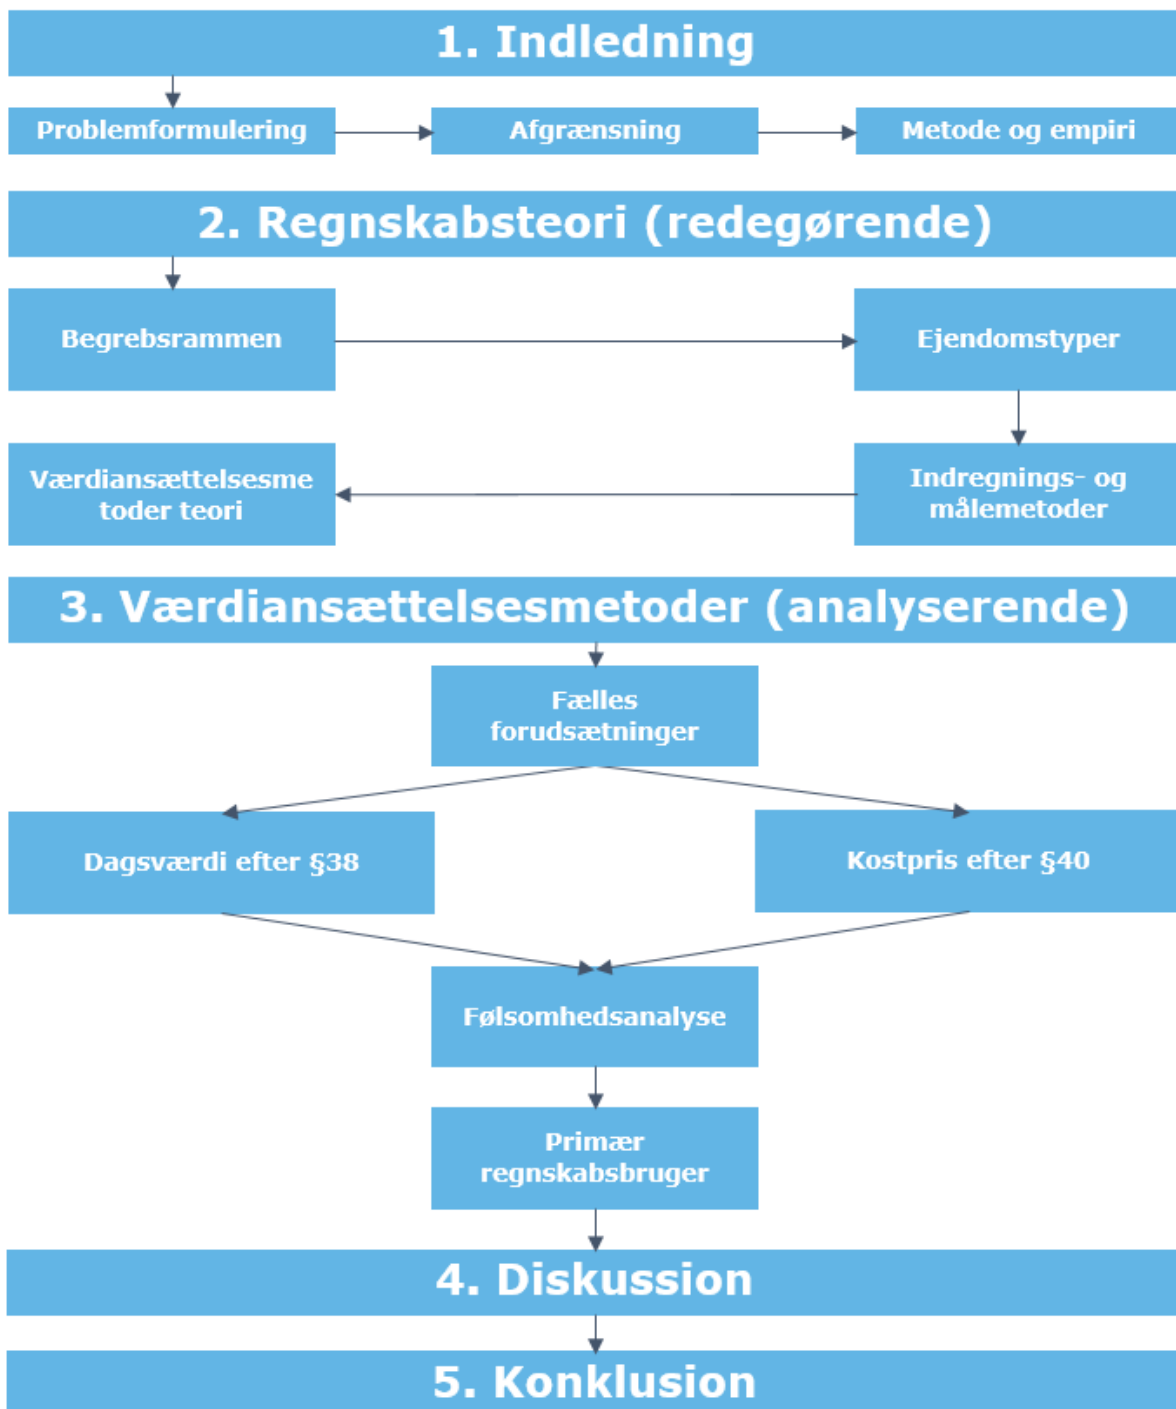 1. Indledning
Problemformulering
Afgrænsning
Metode og empiri
2. Regnskabsteori (redegørende)
Begrebsrammen
Ejendomstyper
Værdiansættelsesme
toder teori
Indregnings- og
målemetoder
3. Værdiansættelsesmetoder (analyserende)
Fælles
forudsætninger
Dagsværdi efter §38
Kostpris efter §40
Følsomhedsanalyse
Primær
regnskabsbruger
4. Diskussion
5. Konklusion